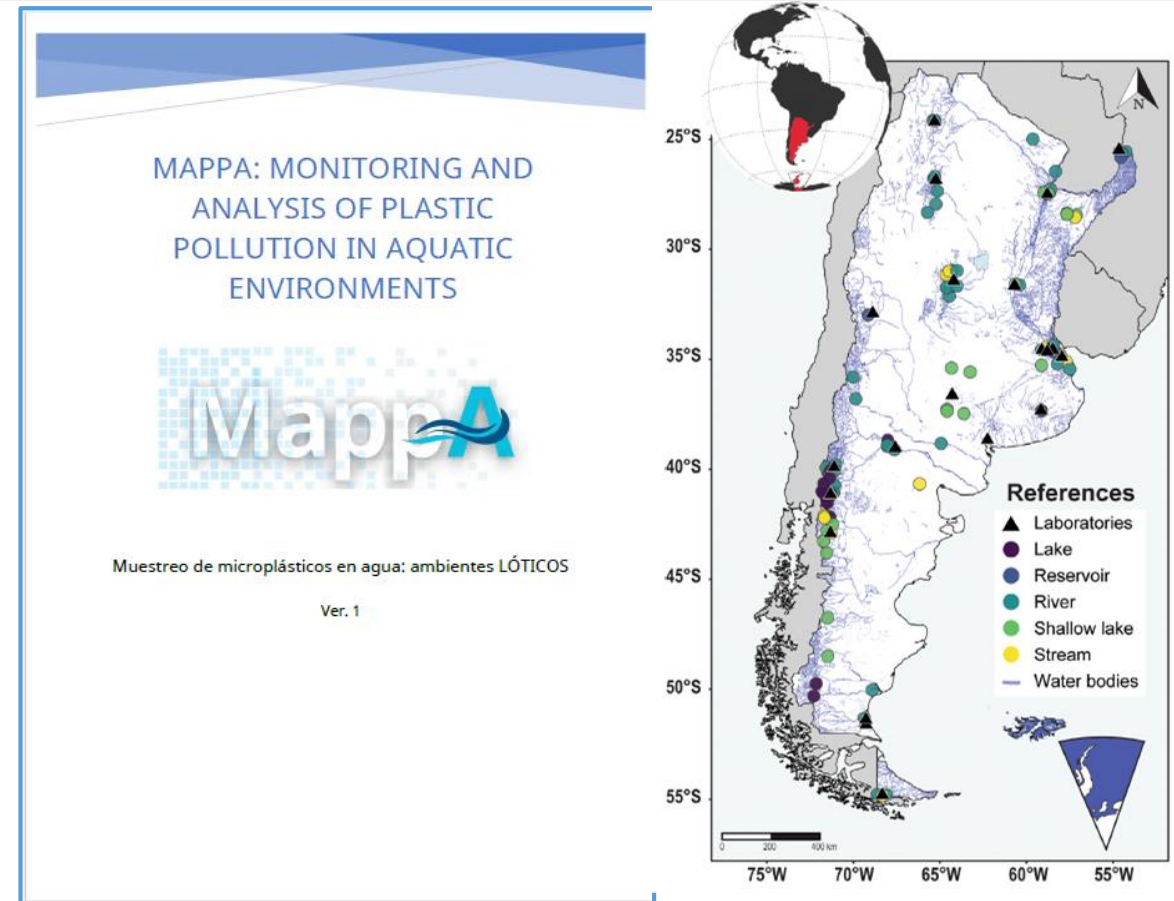 MAPPA: MONITORING AND
ANALYSIS OF PLASTIC
POLLUTION IN AQUATIC
ENVIRONMENTS
MappA
Muestreo de microplásticos en agua: ambientes LÓTICOS
Ver. 1
N
25°S
30°S
35°S
40°S
45°S
50°S
55°S
References
Laboratories
Lake
Reservoir
River
Shallow lake
Stream
Water bodies
0 200 400 km
75°W 70°W 65°W 60°W 55°W